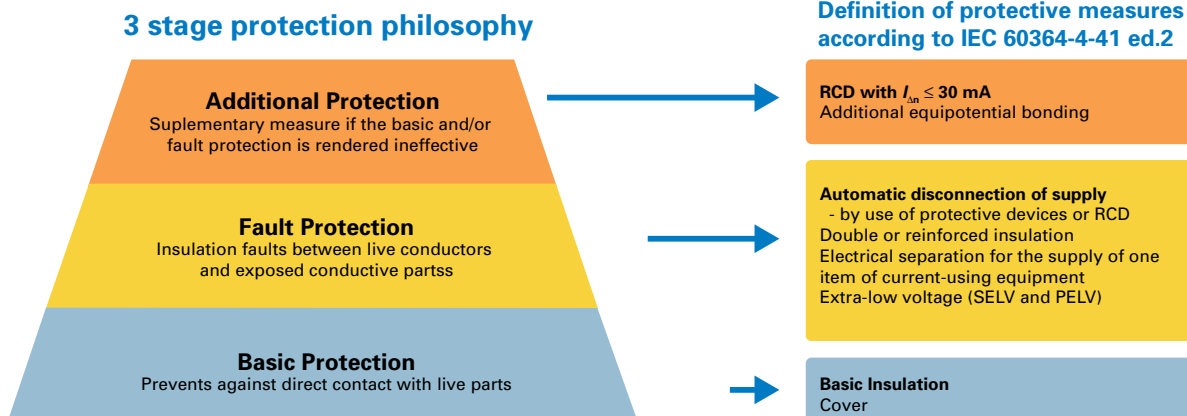 3 stage protection philosophy
Definition of protective measures
according to IEC 60364-4-41 ed.2
Additional Protection
Suplementary measure if the basic and/or
fault protection is rendered ineffective
RCD with IΔn ≤ 30 mA
Additional equipotential bonding
Fault Protection
Insulation faults between live conductors
and exposed conductive partss
Automatic disconnection of supply
- by use of protective devices or RCD
Double or reinforced insulation
Electrical separation for the supply of one
item of current-using equipment
Extra-low voltage (SELV and PELV)
Basic Protection
Prevents against direct contact with live parts
Basic Insulation
Cover